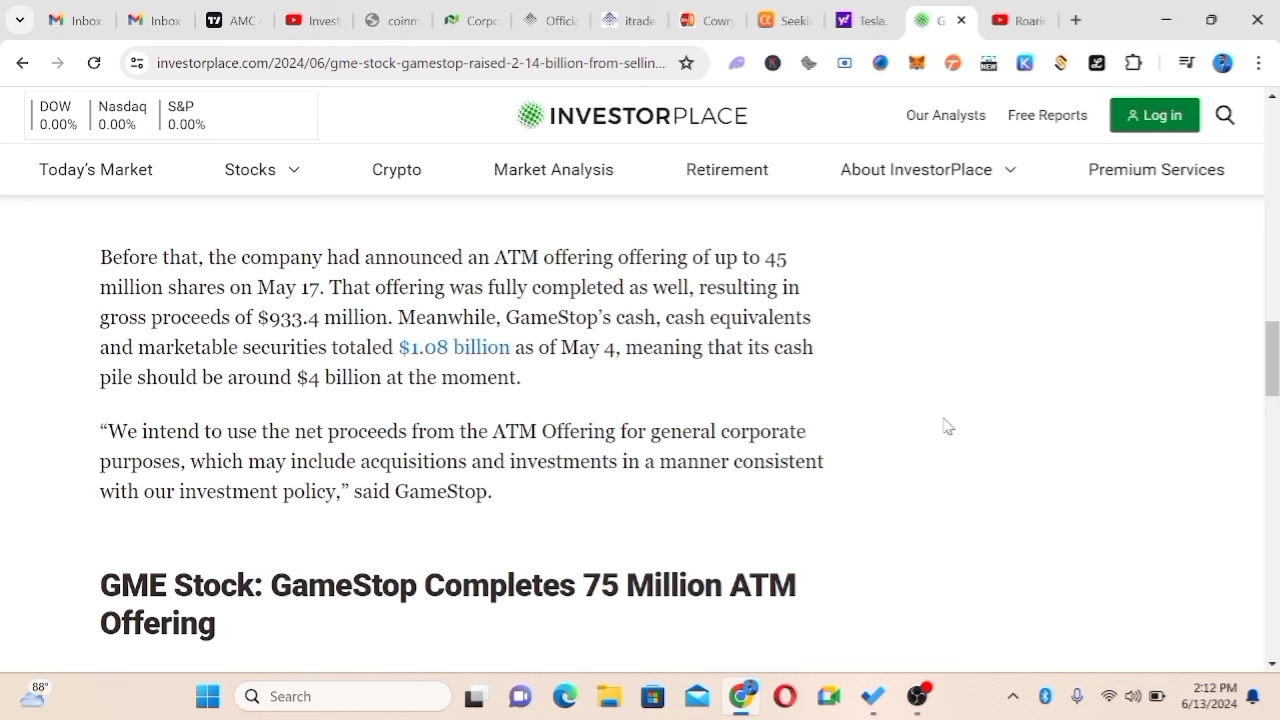 Inbox
Inbox
AMC
Invest
coinm
Corpo
Officia
itrade
Cowry
Seeki
Tesla,
G
Roarin
investorplace.com/2024/06/gme-stock-gamestop-raised-2-14-billion-from-sellin...
DOW
0.00%
Nasdaq
0.00%
S&P
0.00%
INVESTORPLACE
Our Analysts
Free Reports
Log in
Today's Market
Stocks
Crypto
Market Analysis
Retirement
About InvestorPlace
Premium Services
Before that, the company had announced an ATM offering offering of up to 45
million shares on May 17. That offering was fully completed as well, resulting in
gross proceeds of $933.4 million. Meanwhile, GameStop's cash, cash equivalents
and marketable securities totaled $1.08 billion as of May 4, meaning that its cash
pile should be around $4 billion at the moment.
“We intend to use the net proceeds from the ATM Offering for general corporate
purposes, which may include acquisitions and investments in a manner consistent
with our investment policy,” said GameStop.
GME Stock: GameStop Completes 75 Million ATM
Offering
88°
Search
2:12 PM
6/13/2024